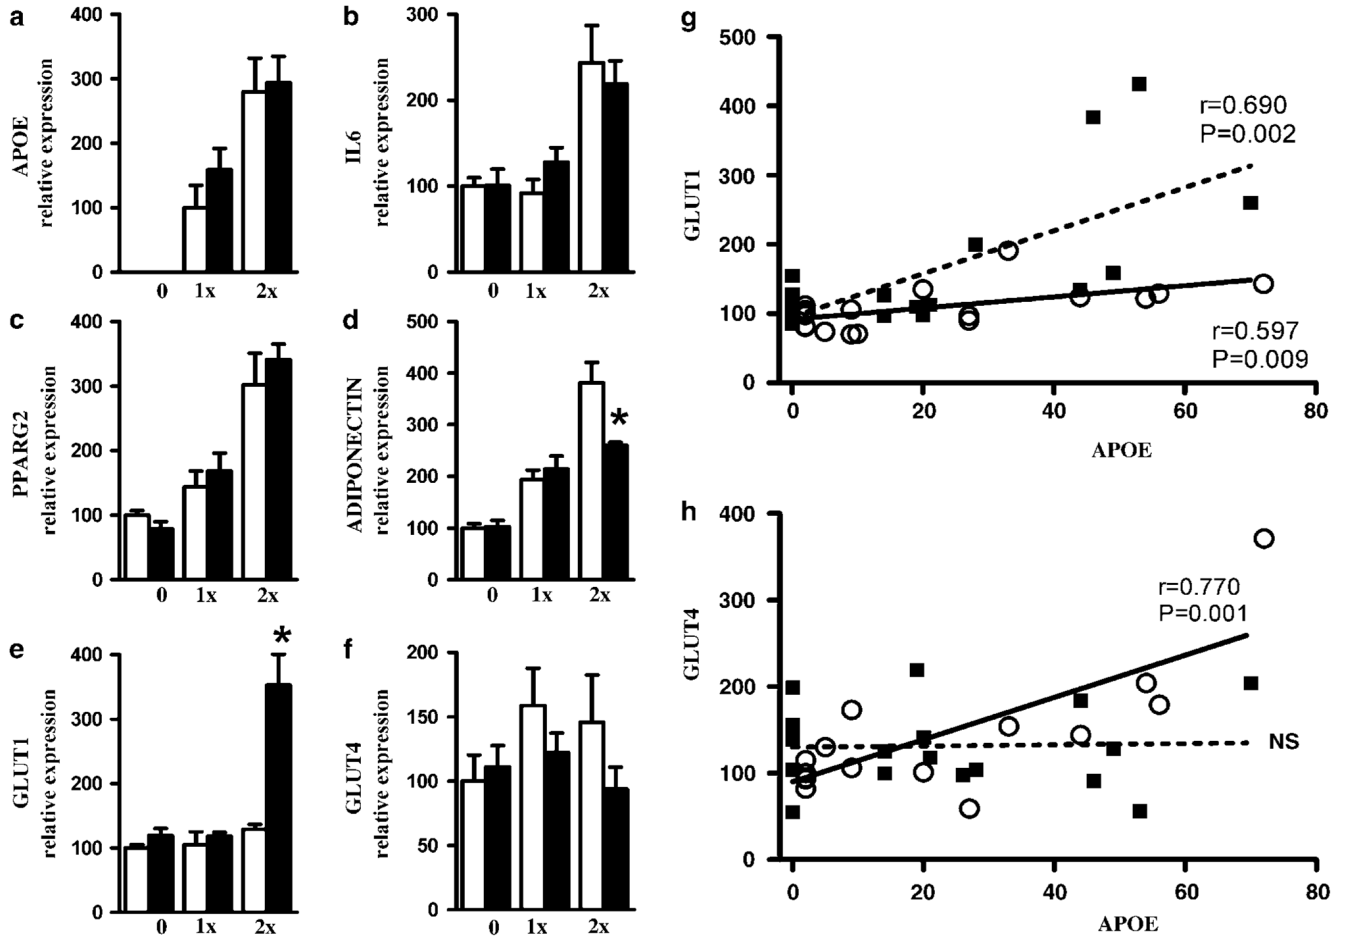 a
APOE
relative expression
400
300
200
100
0
0 1x 2x
b
IL6
relative expression
300
200
100
0
0 1x 2x
c
PPARG2
relative expression
400
300
200
100
0
0 1x 2x
d
ADIPONECTIN
relative expression
500
400
300
200
100
0
*
0 1x 2x
e
GLUT1
relative expression
400
300
200
100
0
*
0 1x 2x
f
GLUT4
relative expression
200
150
100
50
0
0 1x 2x
g
GLUT1
500
400
300
200
100
0
r=0.690
P=0.002
r=0.597
P=0.009
0 20 40 60 80
APOE
h
GLUT4
400
300
200
100
0
r=0.770
P=0.001
NS
0 20 40 60 80
APOE